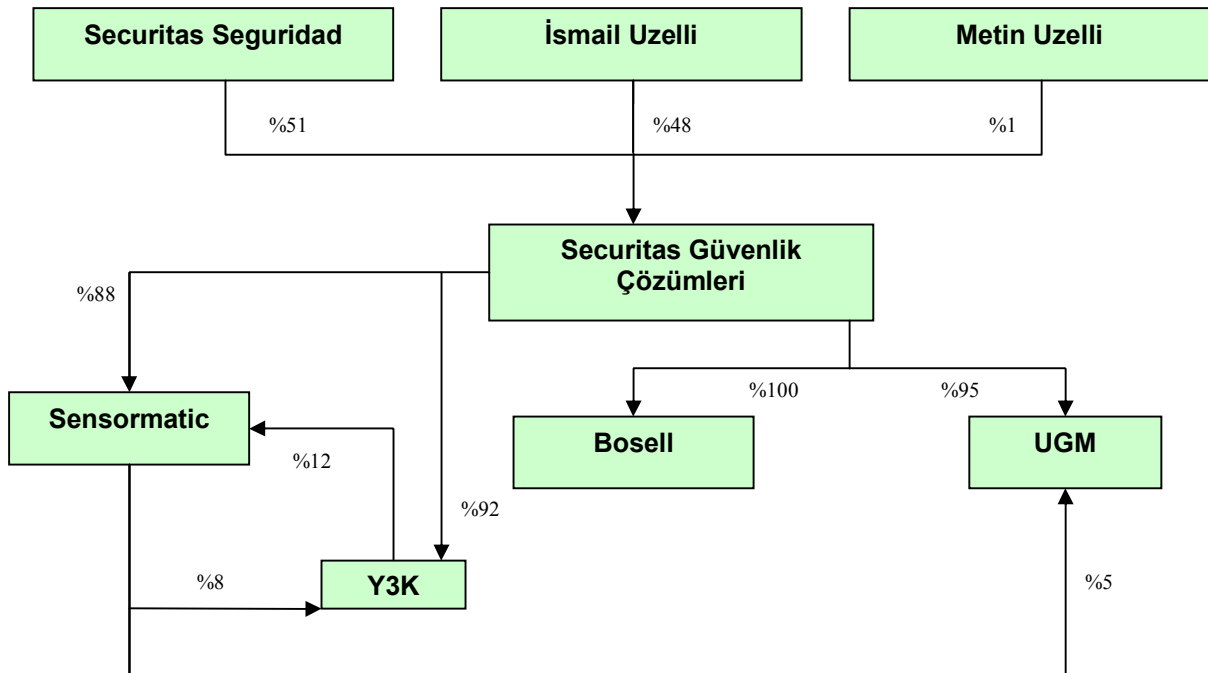 Securitas Seguridad
İsmail Uzelli
Metin Uzelli
%51
%48
%1
Securitas Güvenlik
Çözümleri
%88
%100
%95
Sensormatic
Bosell
UGM
%12
%92
%8
Y3K
%5